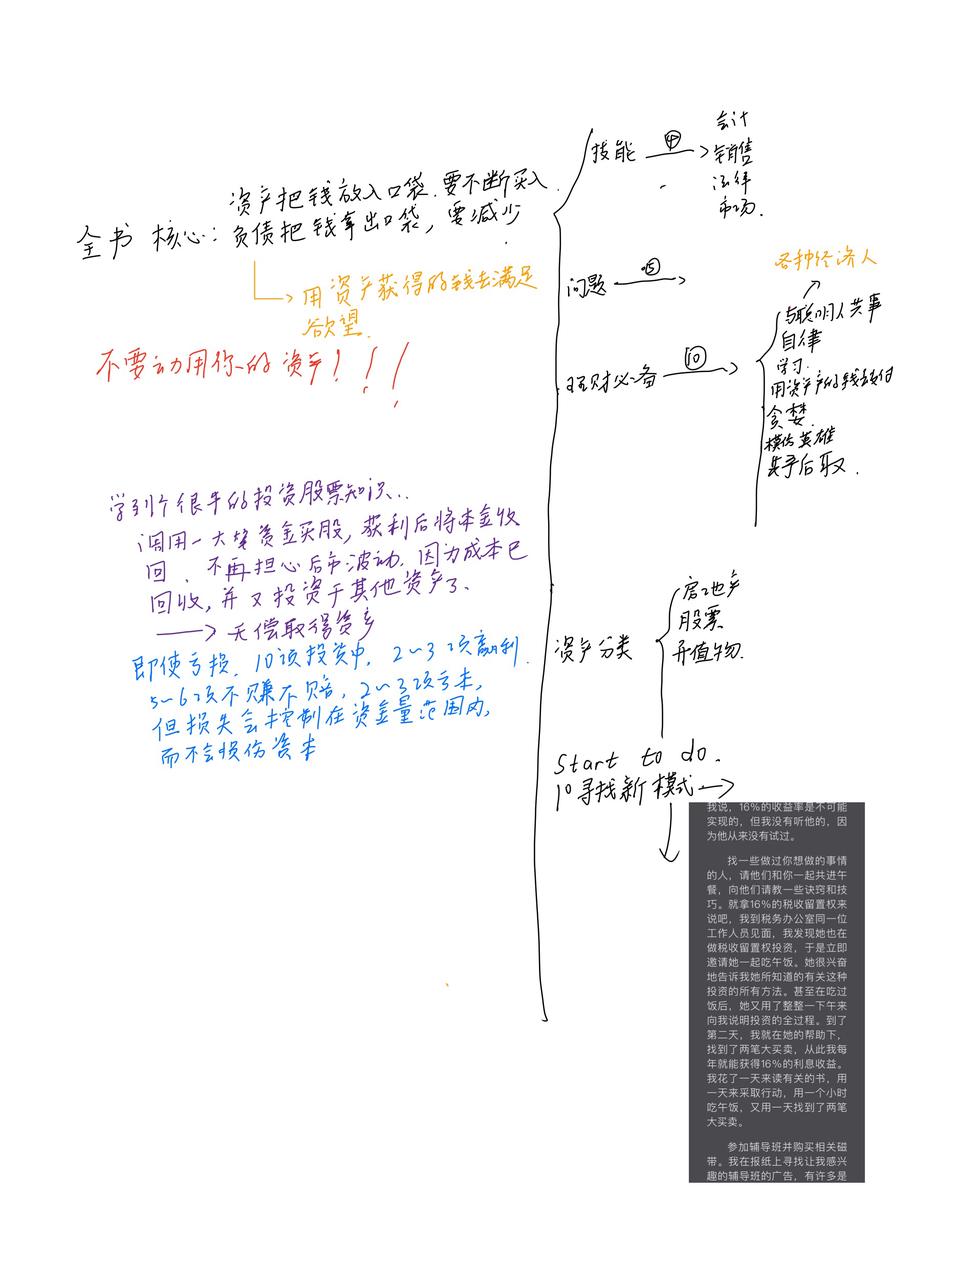 资产把钱放入口袋.要不断买入
全书 核心：负债把钱拿出口袋，要减少.
用资产获得的钱去满足
欲望.
不要动用你的资产！！！
学到个很牛的投资股票知识...
调用一大笔资金买股，获利后将本金收
回、不再担心后市波动.因为成本已
回收，并又投资于其他资产了、
无偿取得资产
即使亏损.10项投资中，2～3项赢利.
5～6项不赚不赔，2～3项亏本，
但损失会控制在资金量范围内，
而不会损伤资本
技能 ④
会计
销售
法律
市场.
问题 ⑤
理财必备 ⑩
各种经济人
与聪明人共事
自律
学习.
用资产产的钱支付
贪婪.
模仿英雄
先予后取.
资产分类
房地产
股票
升值物.
Start to do.
1° 寻找新模式
我说，16%的收益率是不可能
实现的，但我没有听他的，因
为他从来没有试过。
找一些做过你想做的事情
的人，请他们和你一起共进午
餐，向他们请教一些诀窍和技
巧。就拿16%的税收留置权来
说吧，我到税务办公室同一位
工作人员见面，我发现她也在
做税收留置权投资，于是立即
邀请她一起吃午饭。她很兴奋
地告诉我她所知道的有关这种
投资的所有方法。甚至在吃过
饭后，她又用了整整一下午来
向我说明投资的全过程。到了
第二天，我就在她的帮助下，
找到了两笔大买卖，从此我每
年就能获得16%的利息收益。
我花了一天来读有关的书，用
一天来采取行动，用一个小时
吃午饭，又用一天找到了两笔
大买卖。
参加辅导班并购买相关磁
带。我在报纸上寻找让我感兴
趣的辅导班的广告，有许多是